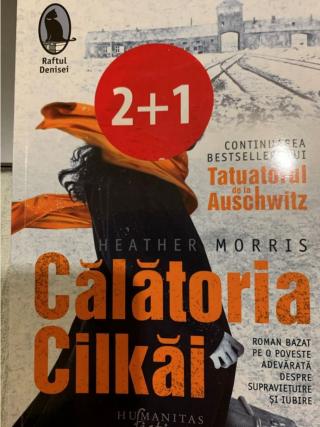 Raftul
Denisei
2+1
CONTINUAREA
BESTSELLERULUI
Tatuatorul
de la
Auschwitz
HEATHER MORRIS
Călătoria
Cilkăi
ROMAN BAZAT
PE O POVESTE
ADEVĂRATĂ
DESPRE
SUPRAVIEȚUIRE
ȘI IUBIRE
HUMANITAS
fiction